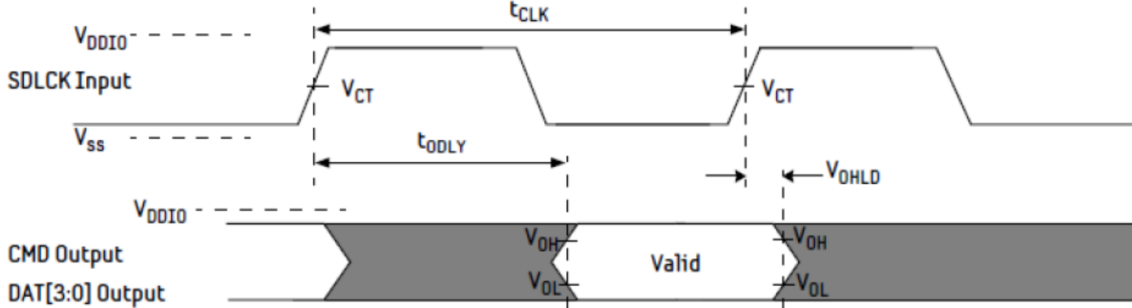 tCLK
VDDIO
SDLCK Input
VCT
VCT
VSS
tODLY
VOHLD
VDDIO
CMD Output
VOH
Valid
VOH
DAT[3:0] Output
VOL
VOL